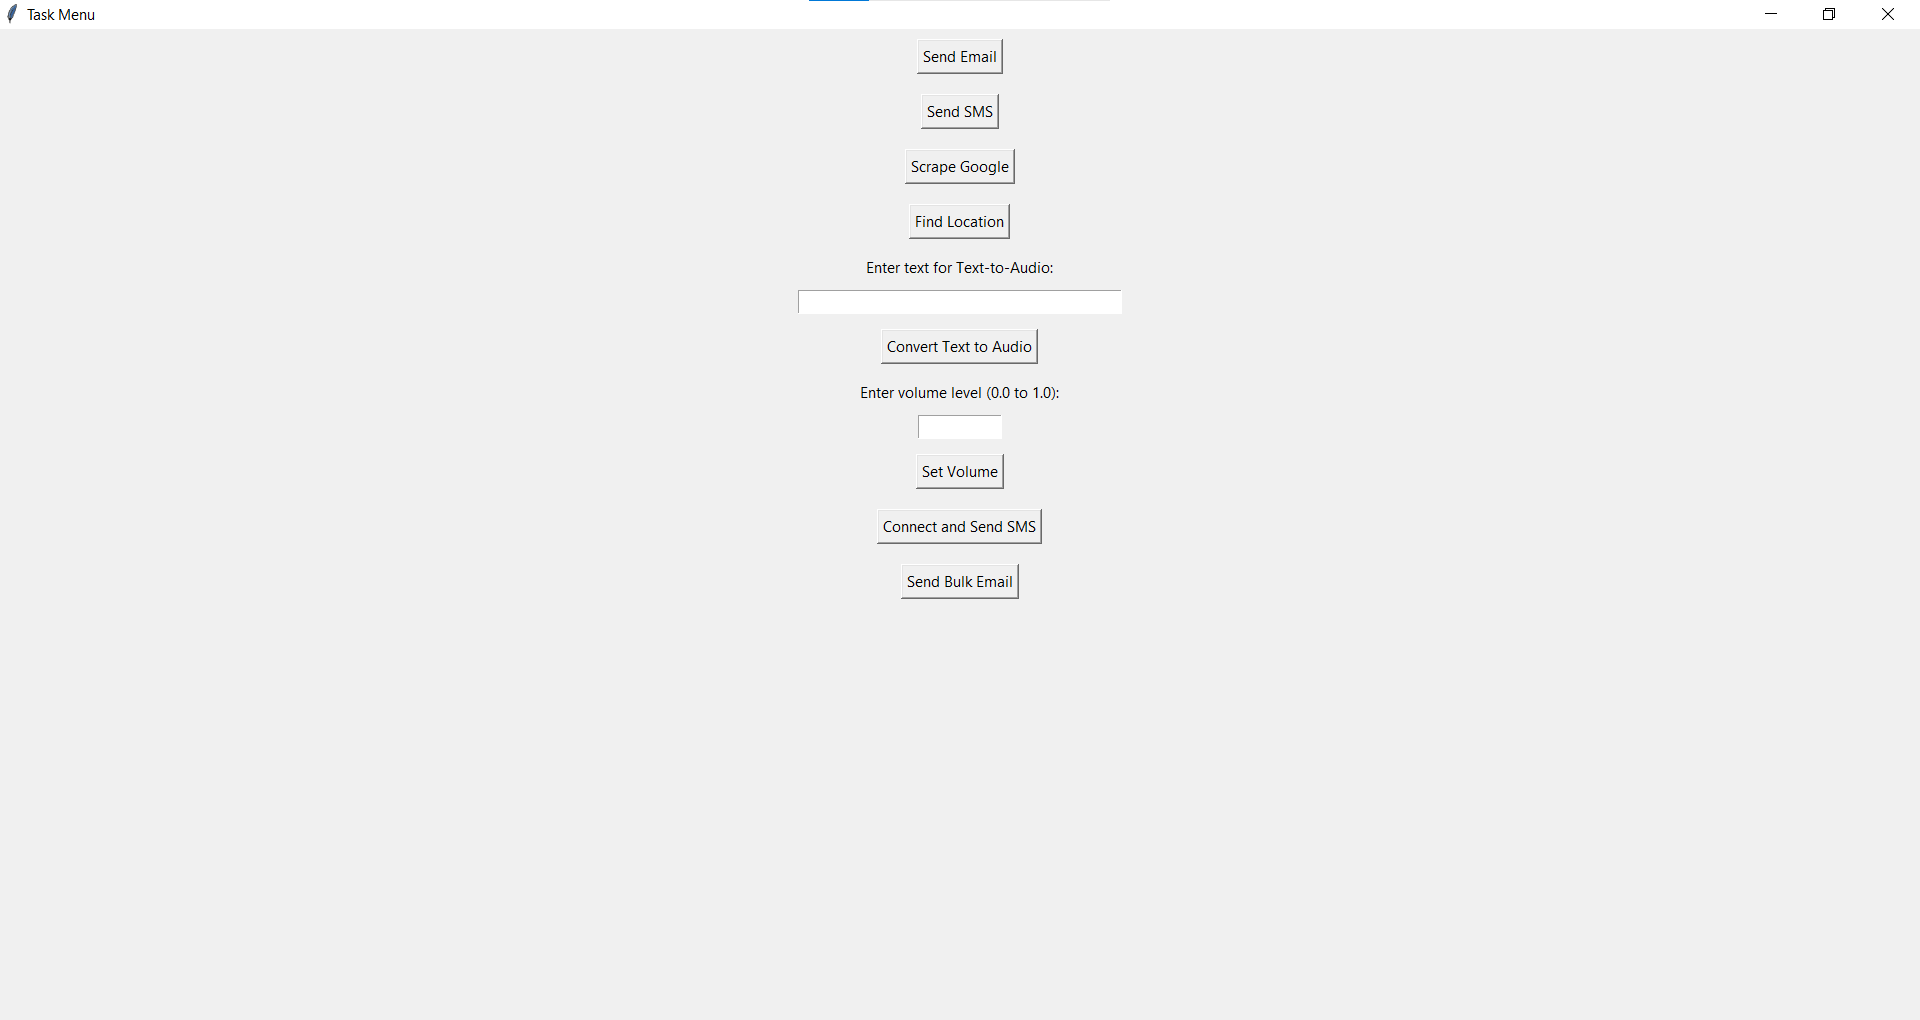 Task Menu
Send Email
Send SMS
Scrape Google
Find Location
Enter text for Text-to-Audio:
Convert Text to Audio
Enter volume level (0.0 to 1.0):
Set Volume
Connect and Send SMS
Send Bulk Email